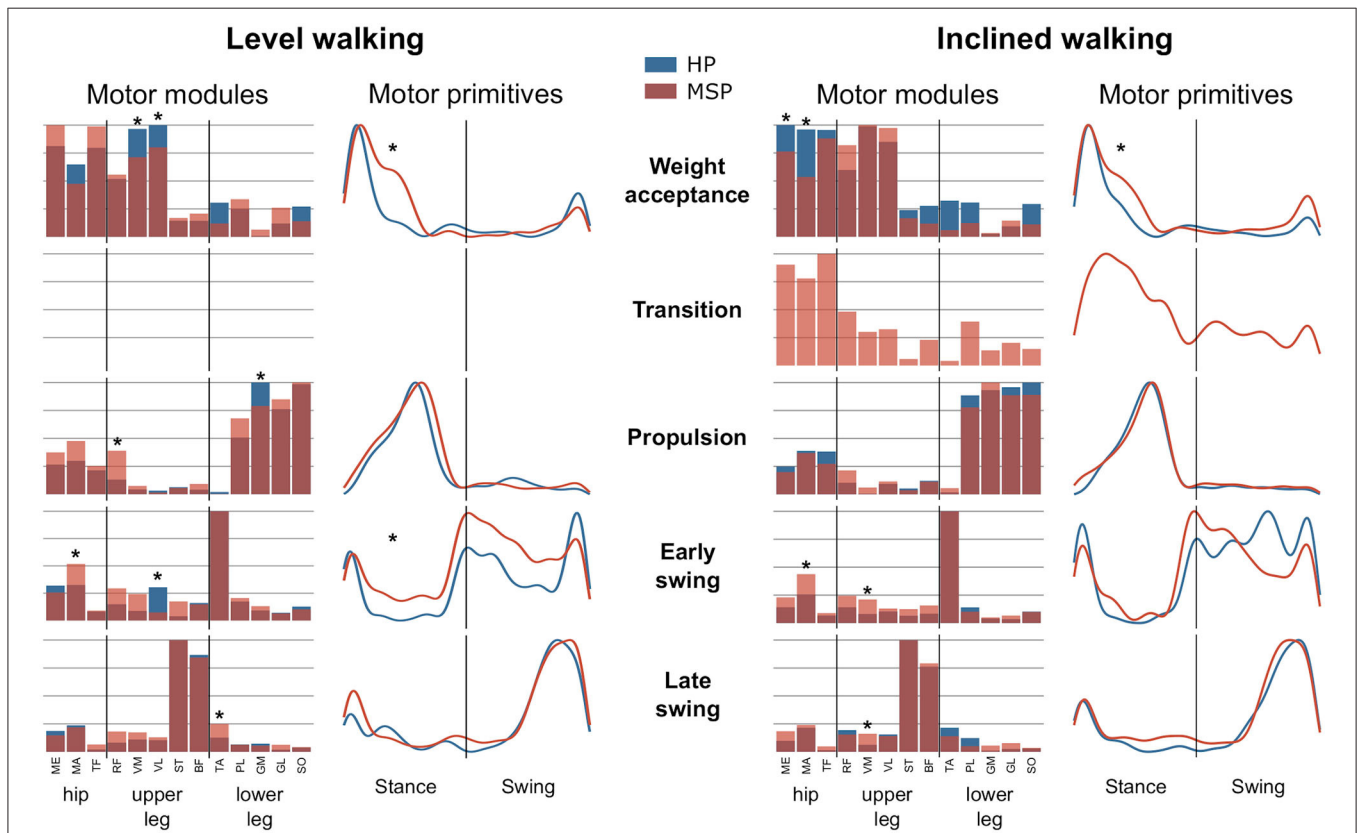 Level walking
Inclined walking
HP
MSP
Motor modules
Motor primitives
Motor modules
Motor primitives
* *
*
Weight
acceptance
* *
*
Transition
*
*
Propulsion
*
*
*
Early
swing
*
*
*
Late
swing
*
ME MA TF RF VM VL ST BF TA PL GM GL SO
hip
upper
leg
lower
leg
Stance
Swing
ME MA TF RF VM VL ST BF TA PL GM GL SO
hip
upper
leg
lower
leg
Stance
Swing